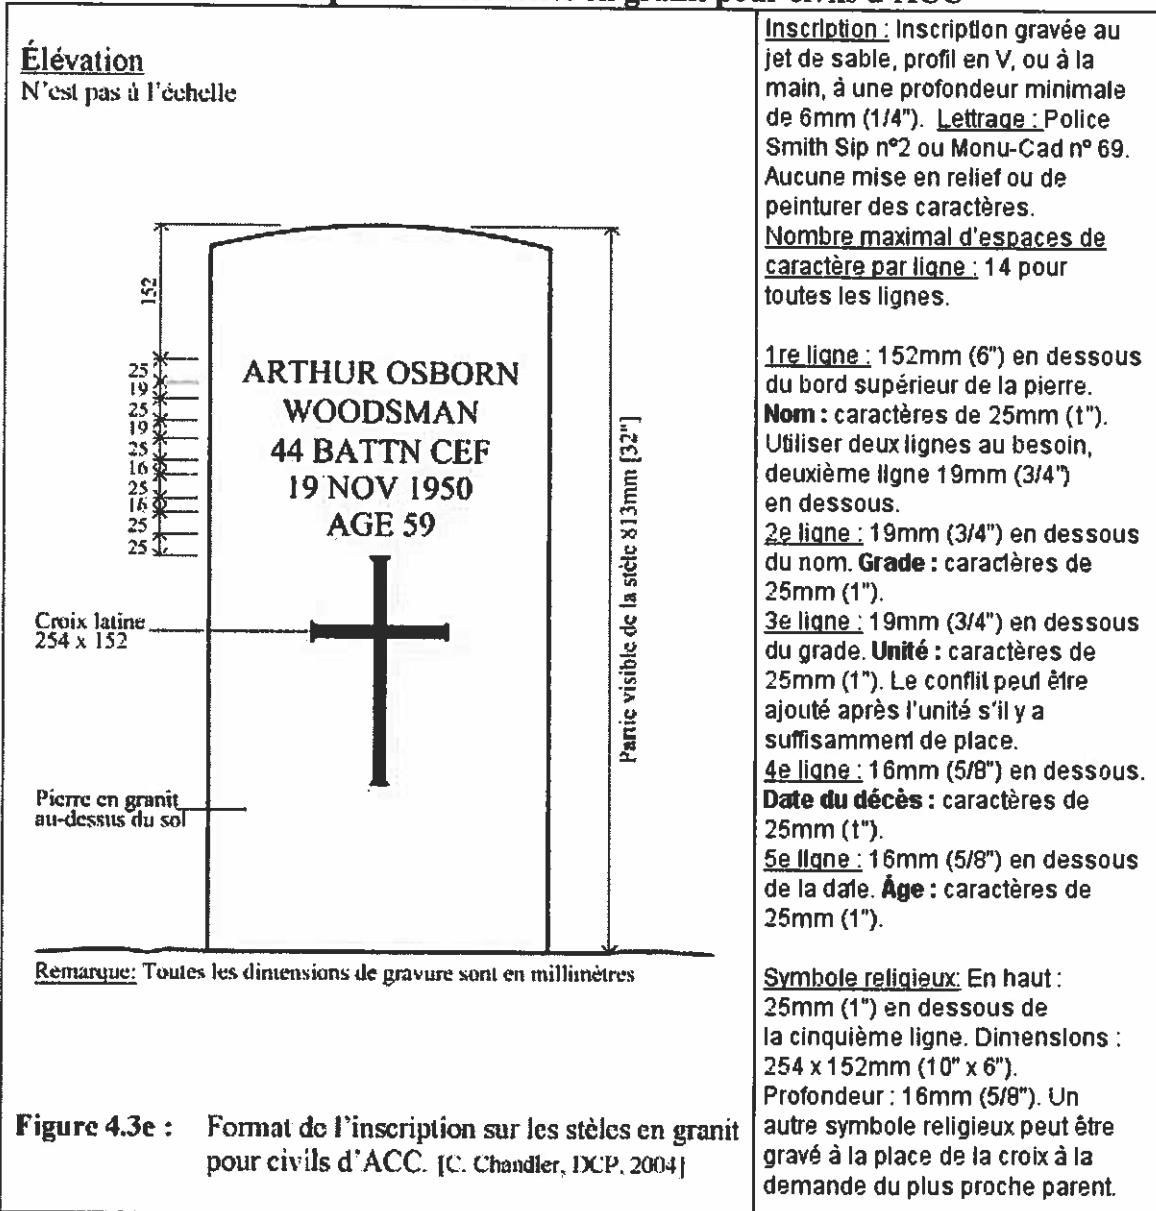 Élévation
N'est pas à l'échelle
152
25
19
25
19
25
16
25
16
25
25
ARTHUR OSBORN
WOODSMAN
44 BATTN CEF
19 NOV 1950
AGE 59
Partie visible de la stèle 813mm [32"]
Croix latine
254 x 152
Pierre en granit
au-dessus du sol
Remarque: Toutes les dimensions de gravure sont en millimètres
Figure 4.3e : Format de l'inscription sur les stèles en granit
pour civils d'ACC. [C. Chandler, DCP, 2004]
Inscription : Inscription gravée au
jet de sable, profil en V, ou à la
main, à une profondeur minimale
de 6mm (1/4"). Lettrage : Police
Smith Sip nº2 ou Monu-Cad nº 69.
Aucune mise en relief ou de
peinturer des caractères.
Nombre maximal d'espaces de
caractère par ligne : 14 pour
toutes les lignes.
1re ligne : 152mm (6") en dessous
du bord supérieur de la pierre.
Nom : caractères de 25mm (1").
Utiliser deux lignes au besoin,
deuxième ligne 19mm (3/4")
en dessous.
2e ligne : 19mm (3/4") en dessous
du nom. Grade : caractères de
25mm (1").
3e ligne : 19mm (3/4") en dessous
du grade. Unité : caractères de
25mm (1"). Le conflit peut être
ajouté après l'unité s'il y a
suffisamment de place.
4e ligne : 16mm (5/8") en dessous.
Date du décès : caractères de
25mm (1").
5e ligne : 16mm (5/8") en dessous
de la date. Âge : caractères de
25mm (1").
Symbole religieux: En haut :
25mm (1") en dessous de
la cinquième ligne. Dimensions :
254 x 152mm (10" x 6").
Profondeur : 16mm (5/8"). Un
autre symbole religieux peut être
gravé à la place de la croix à la
demande du plus proche parent.